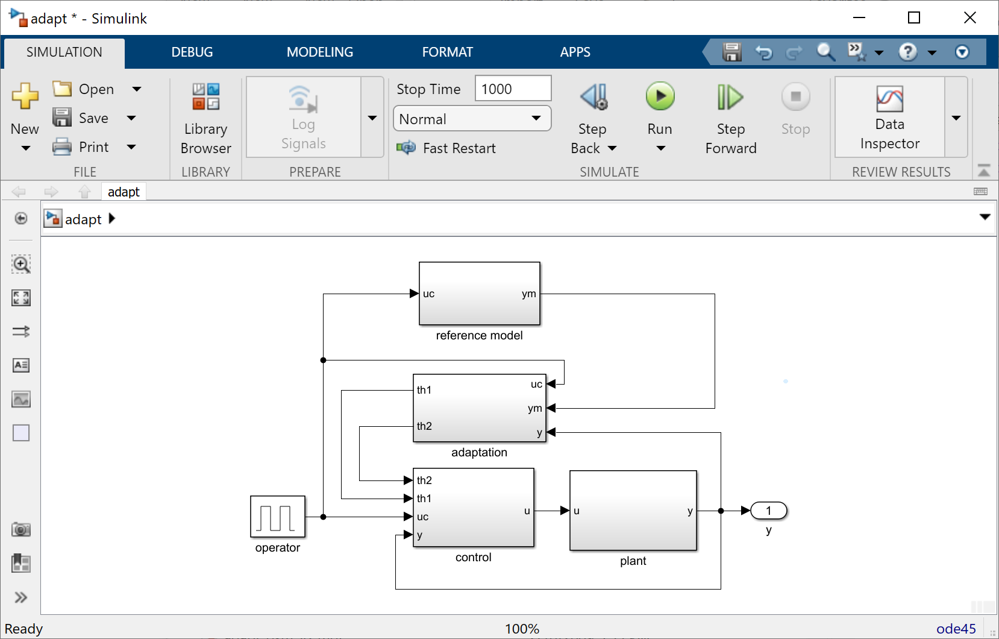 adapt * - Simulink
SIMULATION
DEBUG
MODELING
FORMAT
APPS
New
Open
Save
Print
FILE
Library
Browser
LIBRARY
Log
Signals
PREPARE
Stop Time
1000
Normal
Fast Restart
Step
Back
Run
Step
Forward
Stop
SIMULATE
Data
Inspector
REVIEW RESULTS
adapt
adapt
uc
ym
reference model
th1
th2
uc
ym
y
adaptation
th2
th1
uc
y
u
control
u
y
plant
operator
1
y
Ready
100%
ode45